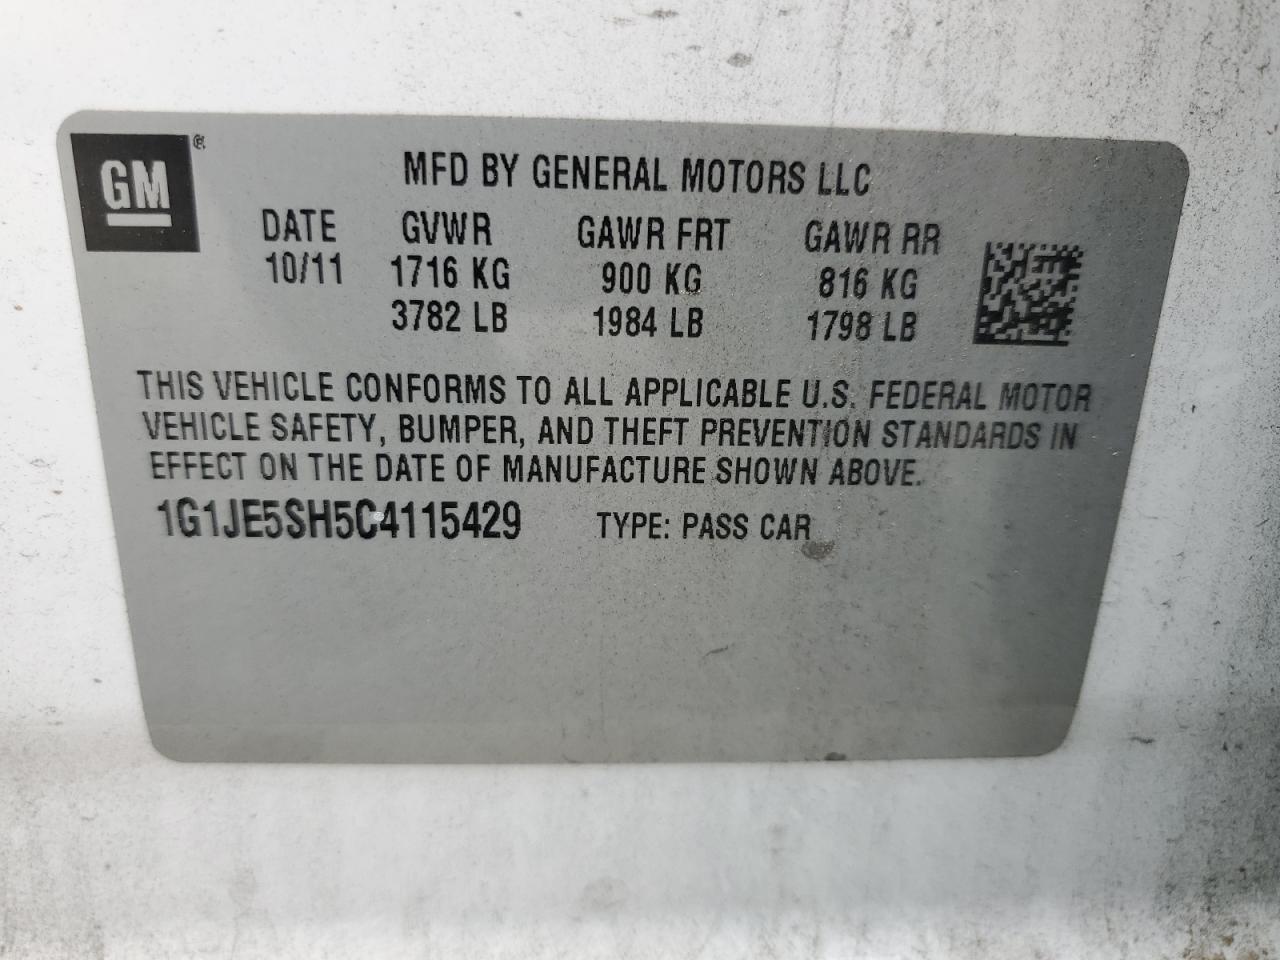 GM ®
MFD BY GENERAL MOTORS LLC
DATE GVWR GAWR FRT GAWR RR
10/11 1716 KG 900 KG 816 KG
3782 LB 1984 LB 1798 LB
THIS VEHICLE CONFORMS TO ALL APPLICABLE U.S. FEDERAL MOTOR
VEHICLE SAFETY, BUMPER, AND THEFT PREVENTION STANDARDS IN
EFFECT ON THE DATE OF MANUFACTURE SHOWN ABOVE.
1G1JE5SH5C4115429 TYPE: PASS CAR